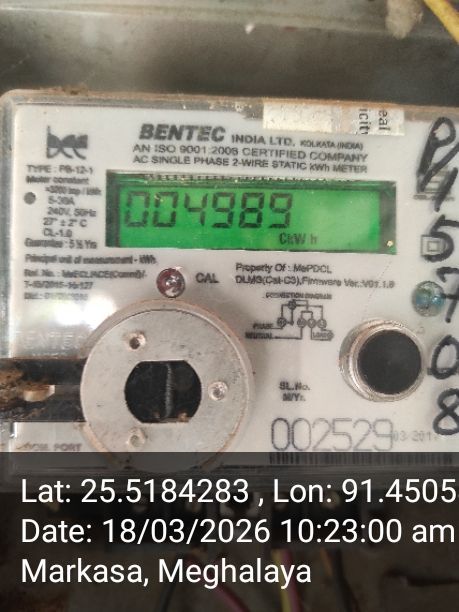 BENTEC INDIA LTD. KOLKATA (INDIA)
AN ISO 9001:2008 CERTIFIED COMPANY
AC SINGLE PHASE 2-WIRE STATIC kWh METER
TYPE : PB-12-1
Meter constant
5-30A
240V, 50Hz
27° ± 2° C
CL-1.0
Guarantee : 5½ Yrs
004989
CkWh
Principal unit of measurement - kWh
CAL
Property Of : MePDCL
DLMS(Cat-C3),Firmware Ver.:V01.1.0
CONNECTION DIAGRAM
PHASE
NEUTRAL
LOAD
SL.No.
M/Yr.
002529
Lat: 25.5184283 , Lon: 91.4505
Date: 18/03/2026 10:23:00 am
Markasa, Meghalaya